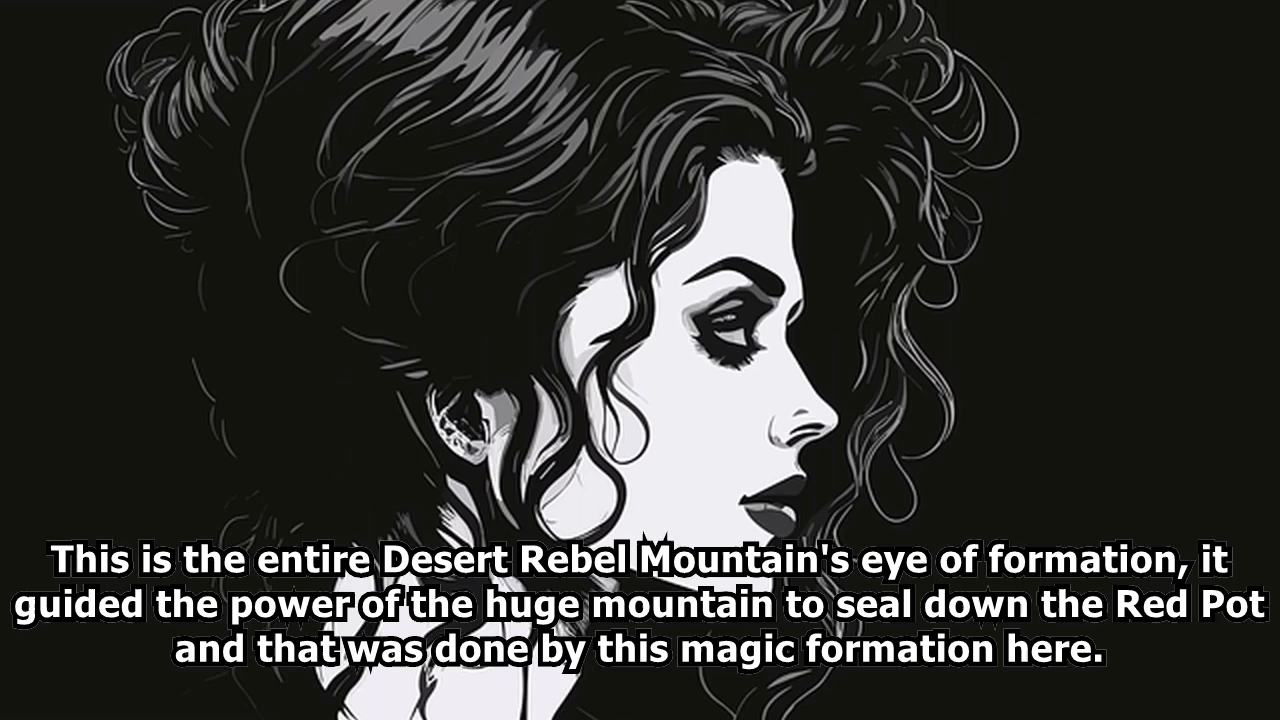 This is the entire Desert Rebel Mountain's eye of formation, it
guided the power of the huge mountain to seal down the Red Pot
and that was done by this magic formation here.